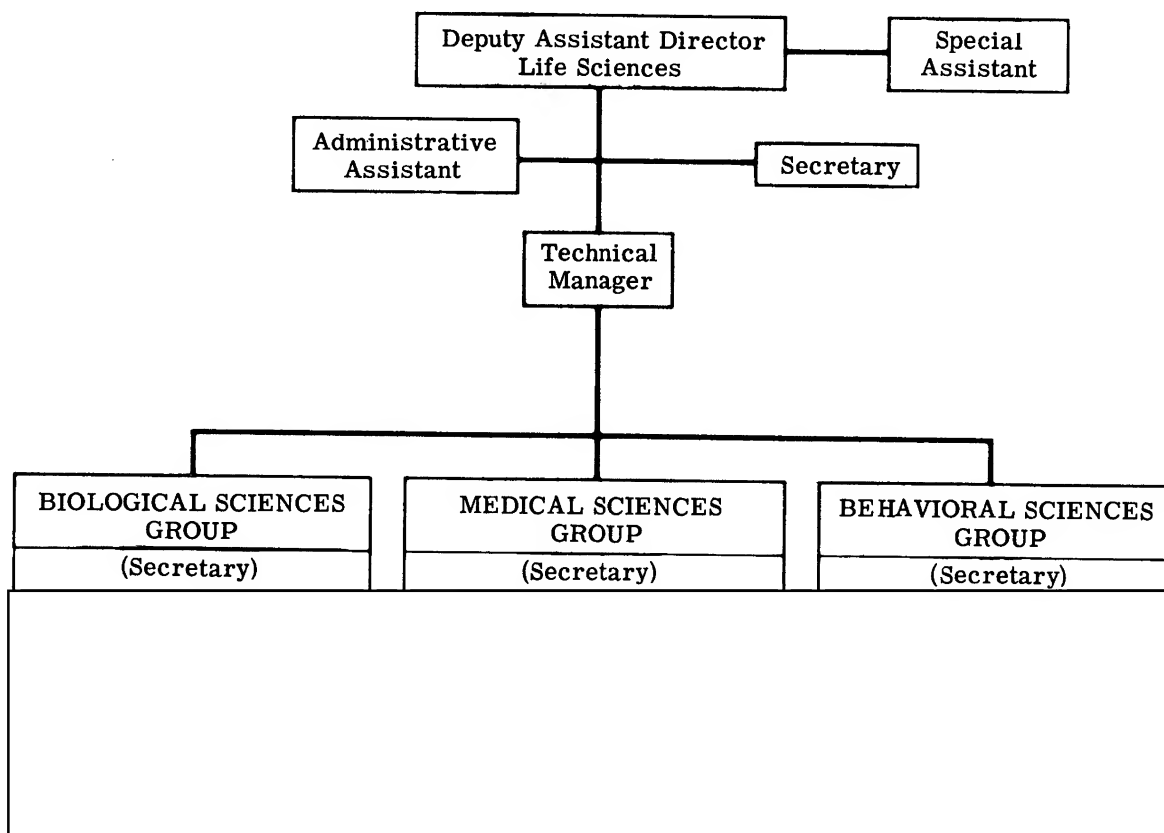 Deputy Assistant Director
Life Sciences
Special
Assistant
Administrative
Assistant
Secretary
Technical
Manager
BIOLOGICAL SCIENCES
GROUP
(Secretary)
MEDICAL SCIENCES
GROUP
(Secretary)
BEHAVIORAL SCIENCES
GROUP
(Secretary)